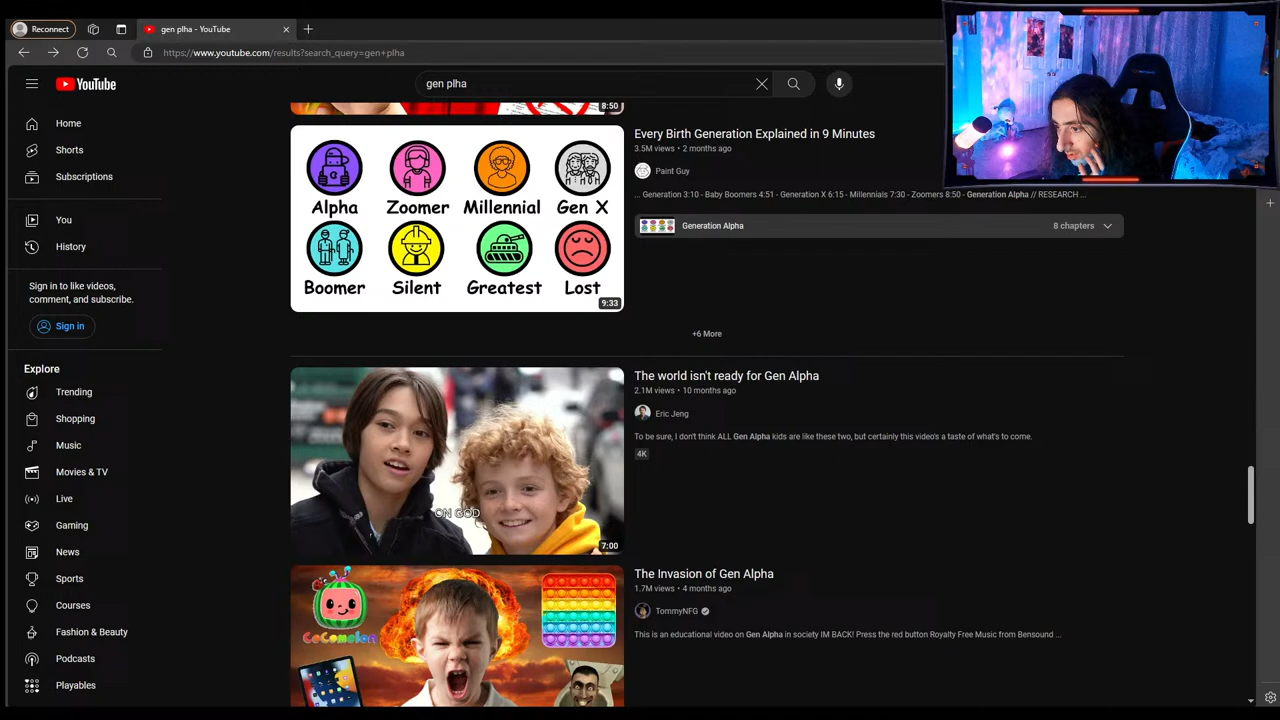 Reconnect
gen plha - YouTube
https://www.youtube.com/results?search_query=gen+plha
YouTube
gen plha
Home
Shorts
Subscriptions
You
History
Sign in to like videos,
comment, and subscribe.
Sign in
Explore
Trending
Shopping
Music
Movies & TV
Live
Gaming
News
Sports
Courses
Fashion & Beauty
Podcasts
Playables
8:50
Alpha Zoomer Millennial Gen X
Boomer Silent Greatest Lost
9:33
Every Birth Generation Explained in 9 Minutes
3.5M views • 2 months ago
Paint Guy
... Generation 3:10 - Baby Boomers 4:51 - Generation X 6:15 - Millennials 7:30 - Zoomers 8:50 - Generation Alpha // RESEARCH ...
Generation Alpha 8 chapters
+6 More
ON GOD
7:00
The world isn't ready for Gen Alpha
2.1M views • 10 months ago
Eric Jeng
To be sure, I don't think ALL Gen Alpha kids are like these two, but certainly this video's a taste of what's to come.
4K
CoComelon
The Invasion of Gen Alpha
1.7M views • 4 months ago
TommyNFG
This is an educational video on Gen Alpha in society IM BACK! Press the red button Royalty Free Music from Bensound ...